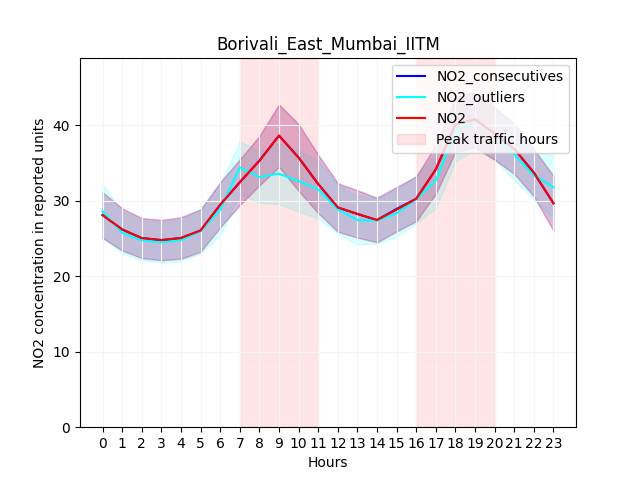 Borivali_East_Mumbai_IITM
NO2_consecutives
NO2_outliers
NO2
Peak traffic hours
NO2 concentration in reported units
40
30
20
10
0
0 1 2 3 4 5 6 7 8 9 10 11 12 13 14 15 16 17 18 19 20 21 22 23
Hours